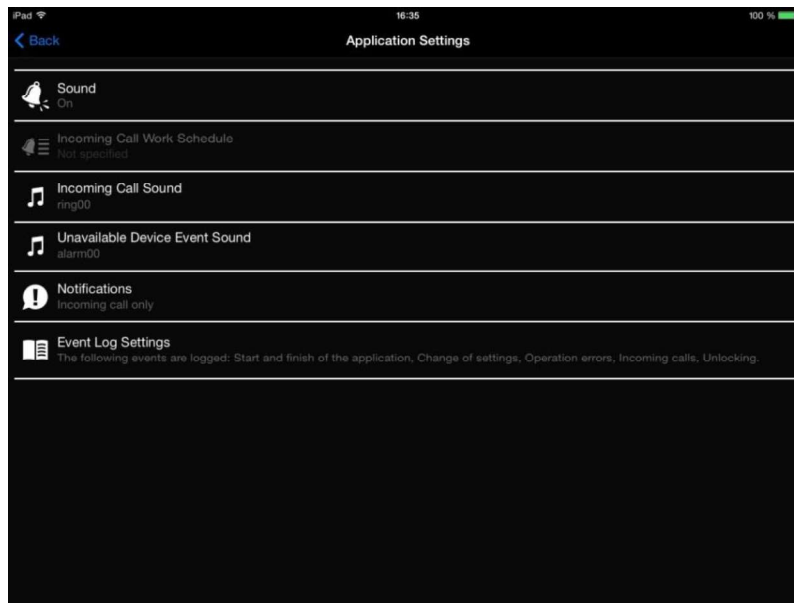 iPad 16:35 100 %
Back Application Settings
Sound
On
Incoming Call Work Schedule
Not specified
Incoming Call Sound
ring00
Unavailable Device Event Sound
alarm00
Notifications
Incoming call only
Event Log Settings
The following events are logged: Start and finish of the application, Change of settings, Operation errors, Incoming calls, Unlocking.